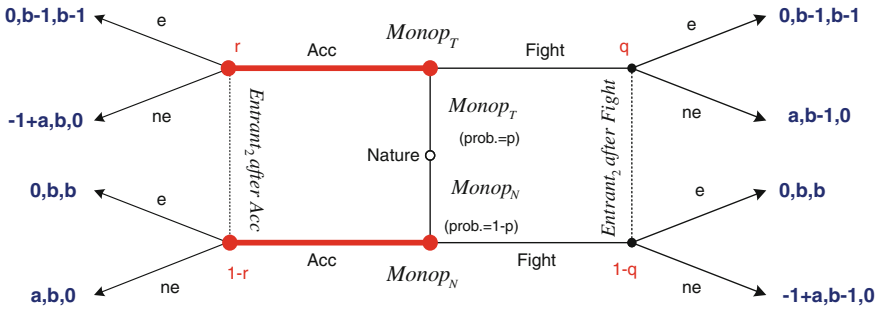 0,b-1,b-1
e
r
Acc
Monop_T
Fight
q
e
0,b-1,b-1
-1+a,b,0
ne
Entrant_2 after Acc
Nature
Monop_T
(prob.=p)
Entrant_2 after Fight
ne
a,b-1,0
0,b,b
e
Monop_N
(prob.=1-p)
e
0,b,b
a,b,0
ne
1-r
Acc
Monop_N
Fight
1-q
ne
-1+a,b-1,0